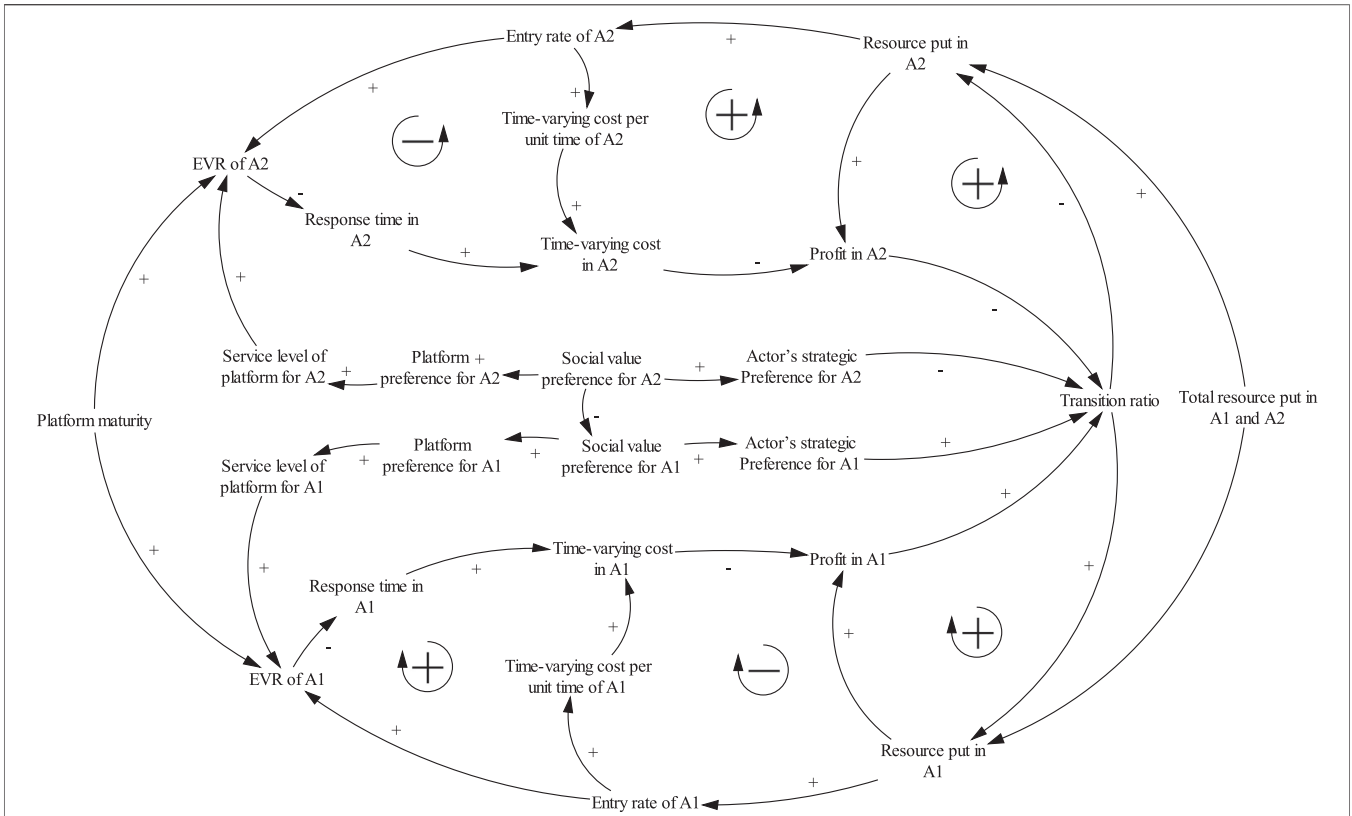 Entry rate of A2
+
Resource put in
A2
+
+
Time-varying cost per
unit time of A2
+
—
+
+
EVR of A2
-
Response time in
A2
+
+
Time-varying cost
in A2
-
Profit in A2
+
-
+
+
+
-
Service level of
platform for A2
+
Platform +
preference for A2
Social value
preference for A2
+
Actor's strategic
Preference for A2
-
-
Platform maturity
Transition ratio
Total resource put in
A1 and A2
Service level of
platform for A1
+
Platform
preference for A1
+
Social value
preference for A1
+
Actor's strategic
Preference for A1
+
+
+
+
Response time in
A1
+
Time-varying cost
in A1
-
Profit in A1
+
-
+
+
+
—
+
EVR of A1
Time-varying cost per
unit time of A1
+
+
Resource put in
A1
+
Entry rate of A1